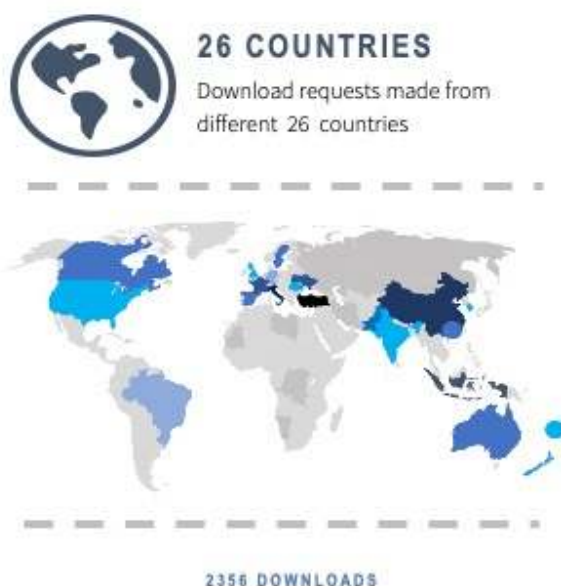 26 COUNTRIES
Download requests made from
different 26 countries
2356 DOWNLOADS